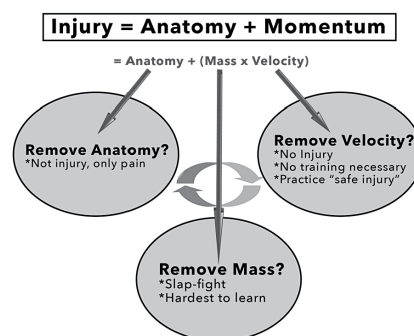 Injury = Anatomy + Momentum
= Anatomy + (Mass x Velocity)
Remove Anatomy?
*Not injury, only pain
Remove Velocity?
*No Injury
*No training necessary
*Practice “safe injury”
Remove Mass?
*Slap-fight
*Hardest to learn